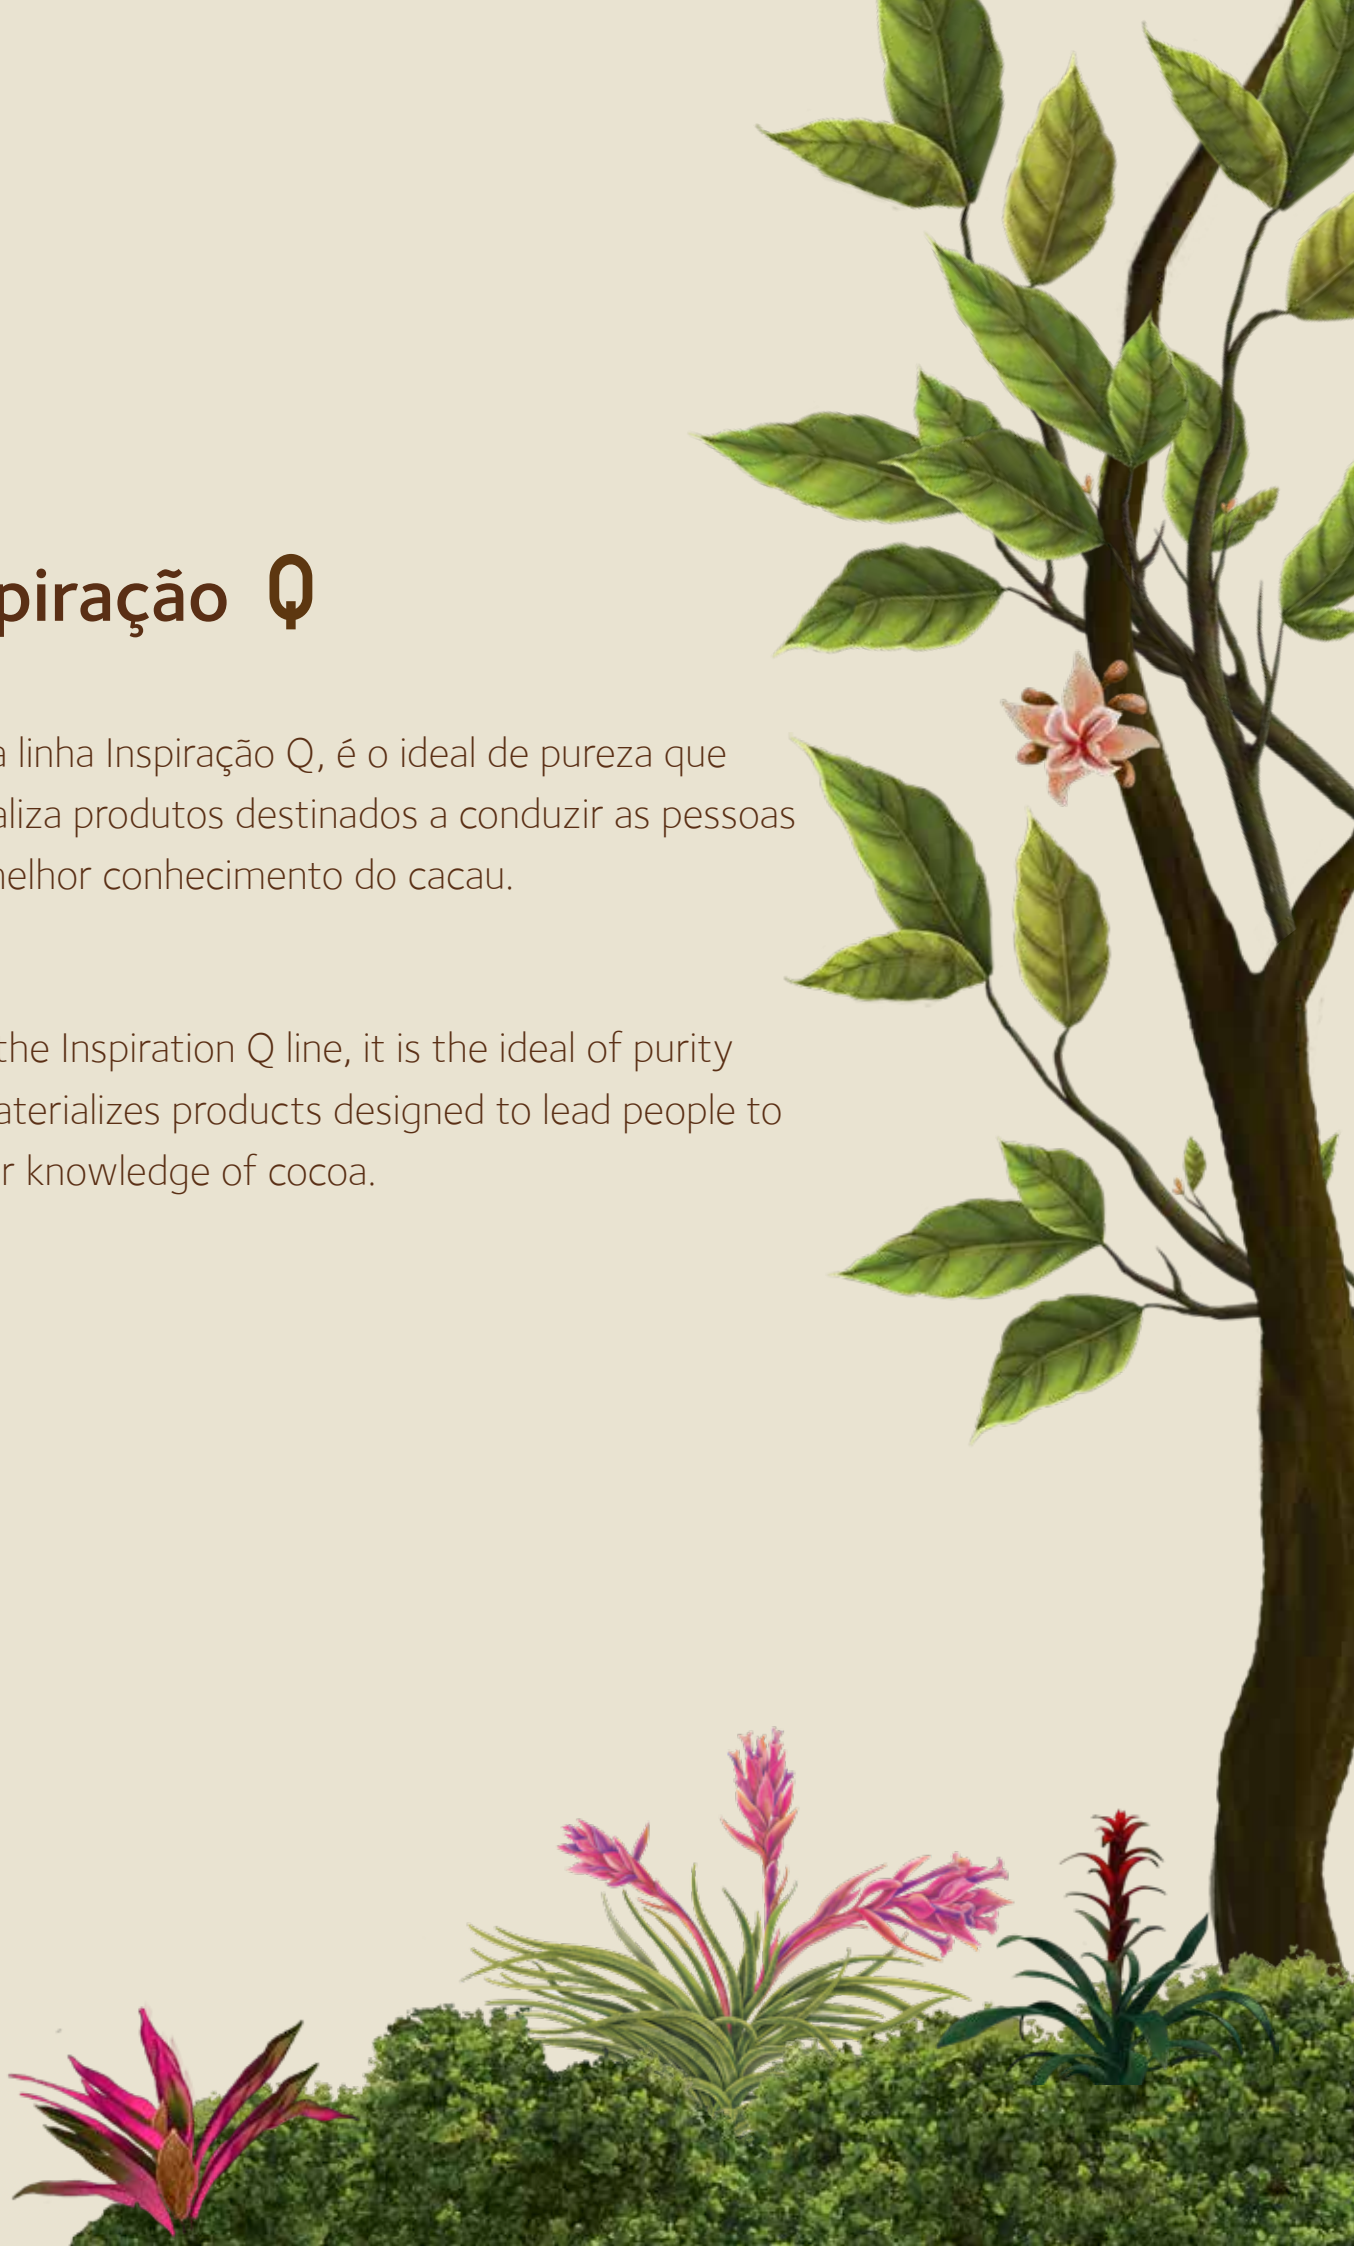 piração Q
a linha Inspiração Q, é o ideal de pureza que
aliza produtos destinados a conduzir as pessoas
elhor conhecimento do cacau.
the Inspiration Q line, it is the ideal of purity
aterializes products designed to lead people to
r knowledge of cocoa.